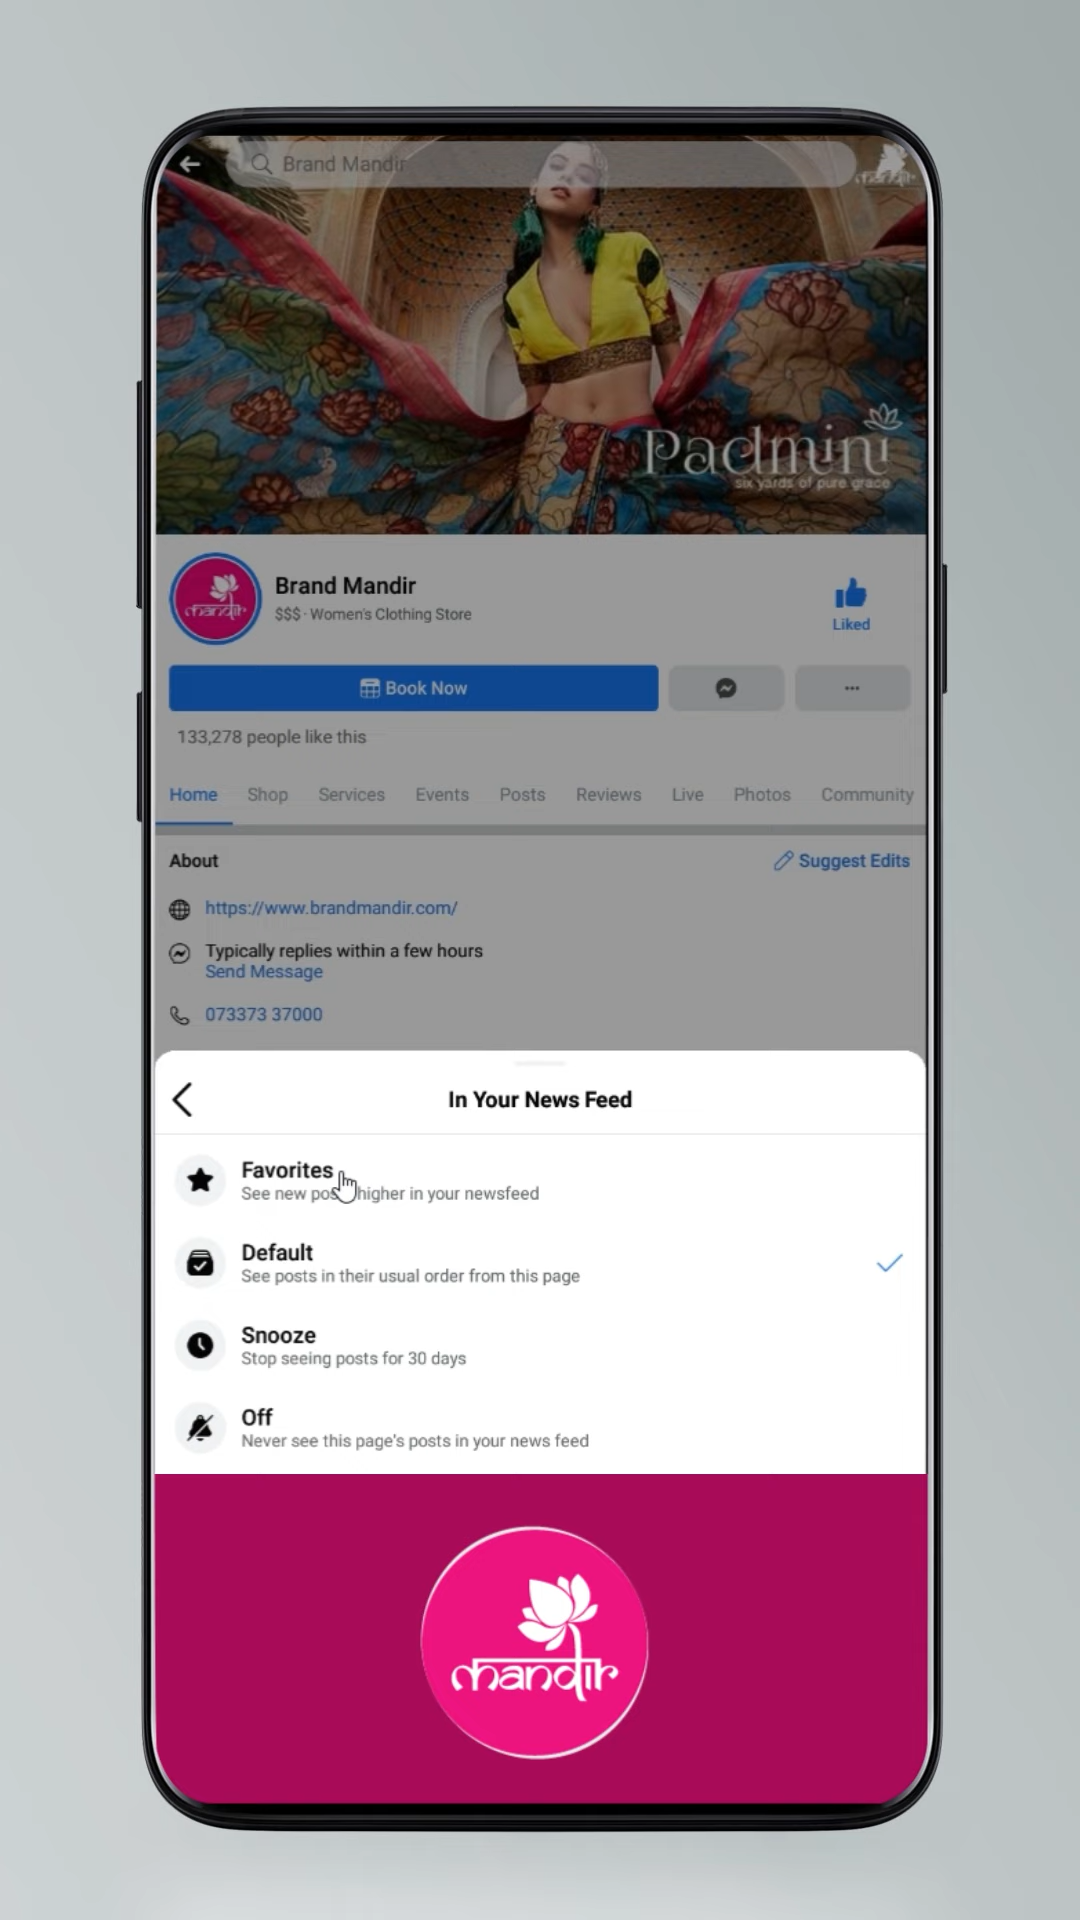 Brand Mandir
mandir
Padmini
six yards of pure grace
mandir
Brand Mandir
$$$ · Women's Clothing Store
Liked
Book Now
133,278 people like this
Home Shop Services Events Posts Reviews Live Photos Community
About
Suggest Edits
https://www.brandmandir.com/
Typically replies within a few hours
Send Message
073373 37000
In Your News Feed
Favorites
See new pos higher in your newsfeed
Default
See posts in their usual order from this page
Snooze
Stop seeing posts for 30 days
Off
Never see this page's posts in your news feed
mandir